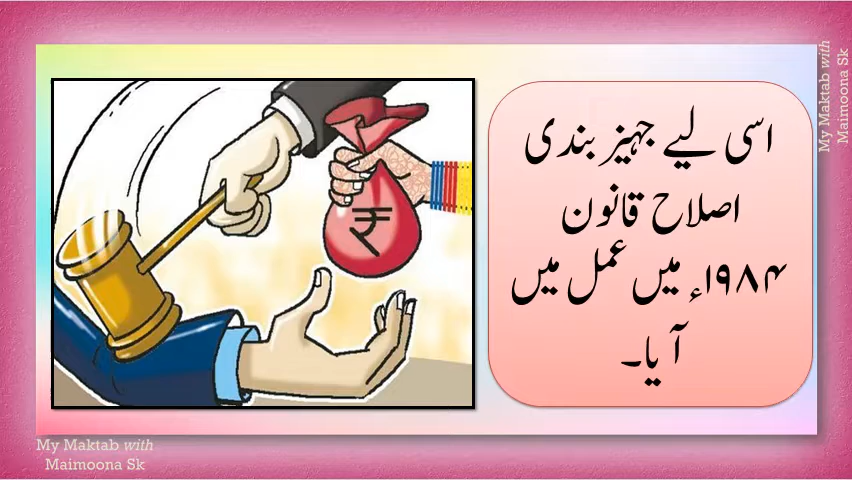 اسی لیے جہیز بندی
اصلاح قانون
۱۹۸۴ء میں عمل میں
آیا۔
₹
My Maktab with
Maimoona Sk
My Maktab with
Maimoona Sk